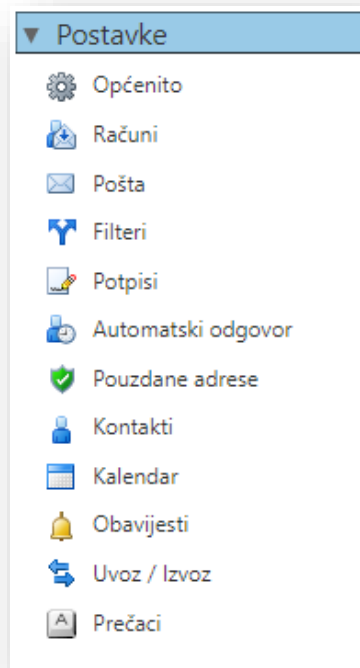 Postavke
Općenito
Računi
Pošta
Filteri
Potpisi
Automatski odgovor
Pouzdane adrese
Kontakti
Kalendar
Obavijesti
Uvoz / Izvoz
A
Prečaci